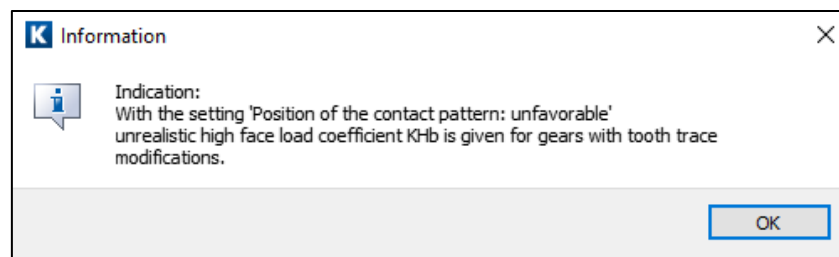 K Information
Indication:
With the setting 'Position of the contact pattern: unfavorable'
unrealistic high face load coefficient KHb is given for gears with tooth trace
modifications.
OK